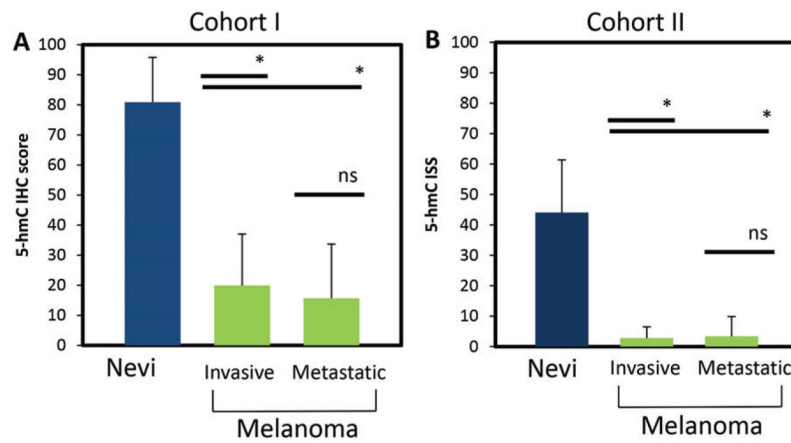 Cohort I
A
100
90
80
70
60
50
40
30
20
10
0
5-hmC IHC score
*
*
ns
Nevi
Invasive
Metastatic
Melanoma
Cohort II
B
100
90
80
70
60
50
40
30
20
10
0
5-hmC ISS
*
*
ns
Nevi
Invasive
Metastatic
Melanoma